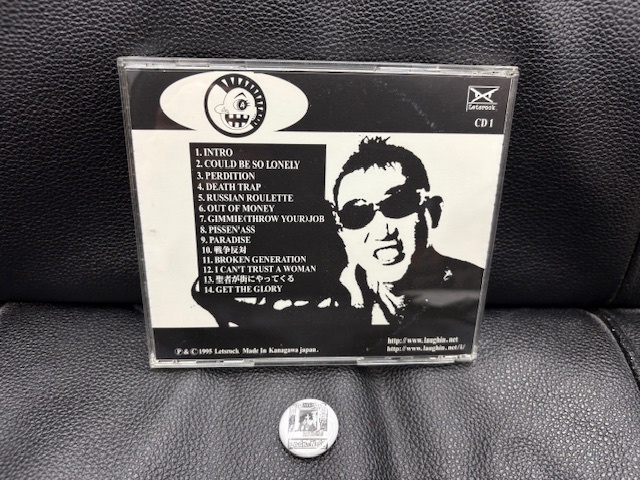 Letsrock
CD 1
1. INTRO
2. COULD BE SO LONELY
3. PERDITION
4. DEATH TRAP
5. RUSSIAN ROULETTE
6. OUT OF MONEY
7. GIMMIE(THROW YOUR)JOB
8. PISSEN'ASS
9. PARADISE
10. 戦争反対
11. BROKEN GENERATION
12. I CAN'T TRUST A WOMAN
13. 聖者が街にやってくる
14. GET THE GLORY
http://www.laughin.net
http://www.laughin.net/l/
Ⓟ & © 1995 Letsrock Made In Kanagawa japan.